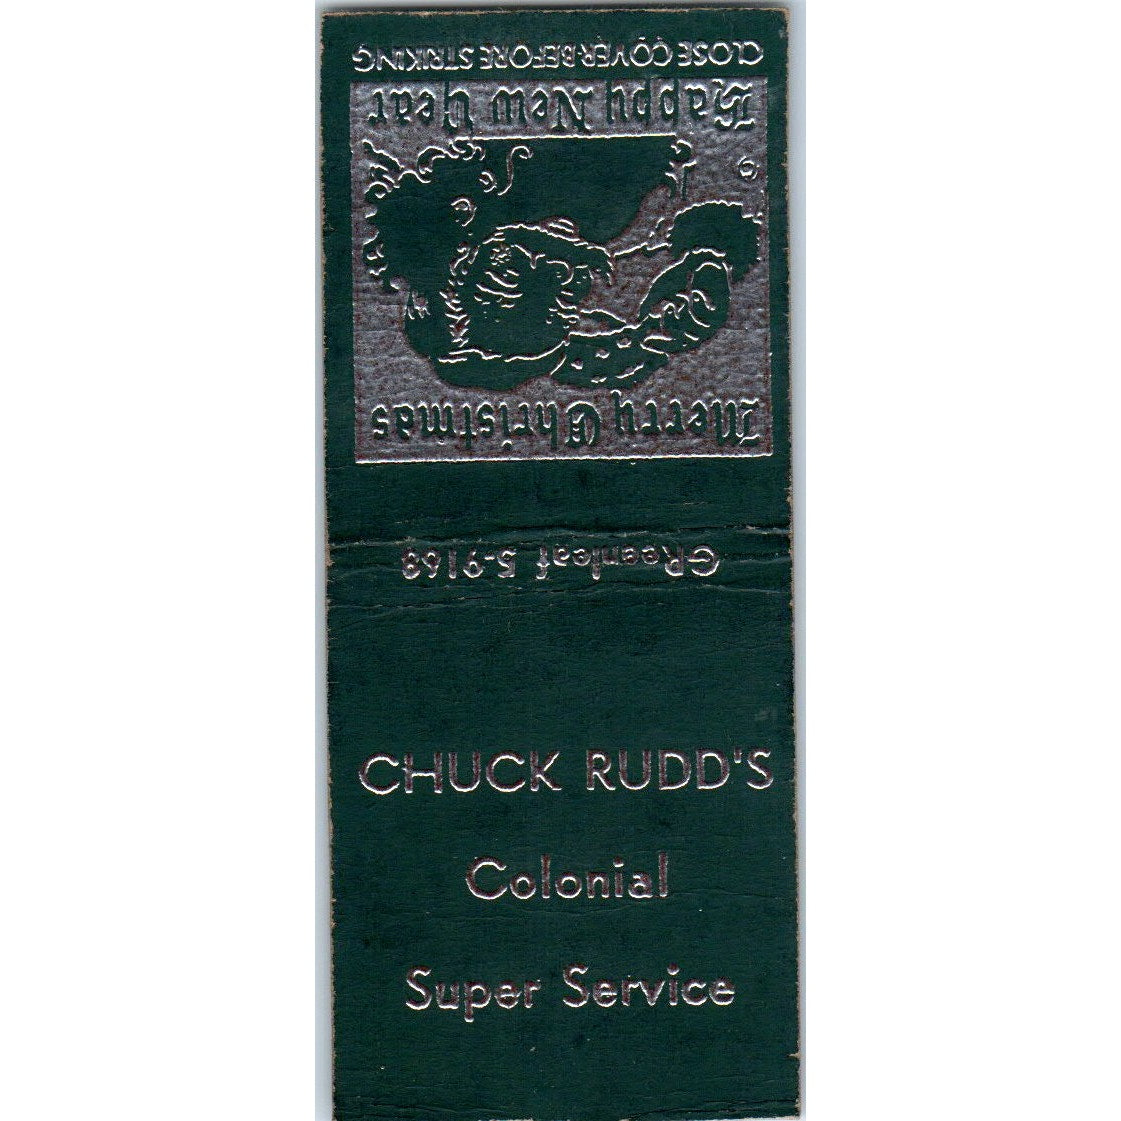 CLOSE COVER BEFORE STRIKING
Happy New Year
Merry Christmas
GReenleaf 5-9168
CHUCK RUDD'S
Colonial
Super Service